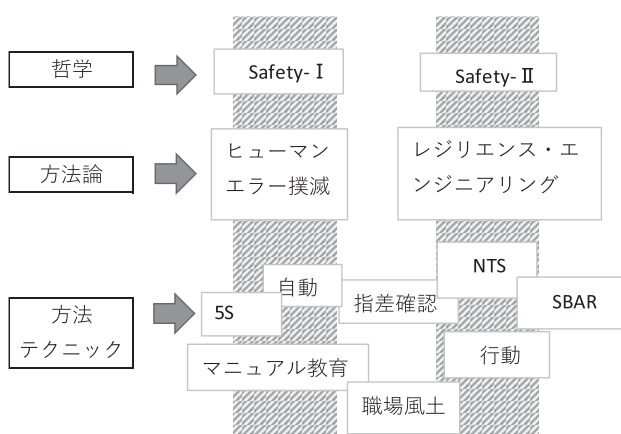 哲学
Safety-Ⅰ
Safety-Ⅱ
方法論
ヒューマン
エラー撲滅
レジリエンス・エ
ンジニアリング
方法
テクニック
5S
自動
指差確認
NTS
SBAR
マニュアル教育
行動
職場風土